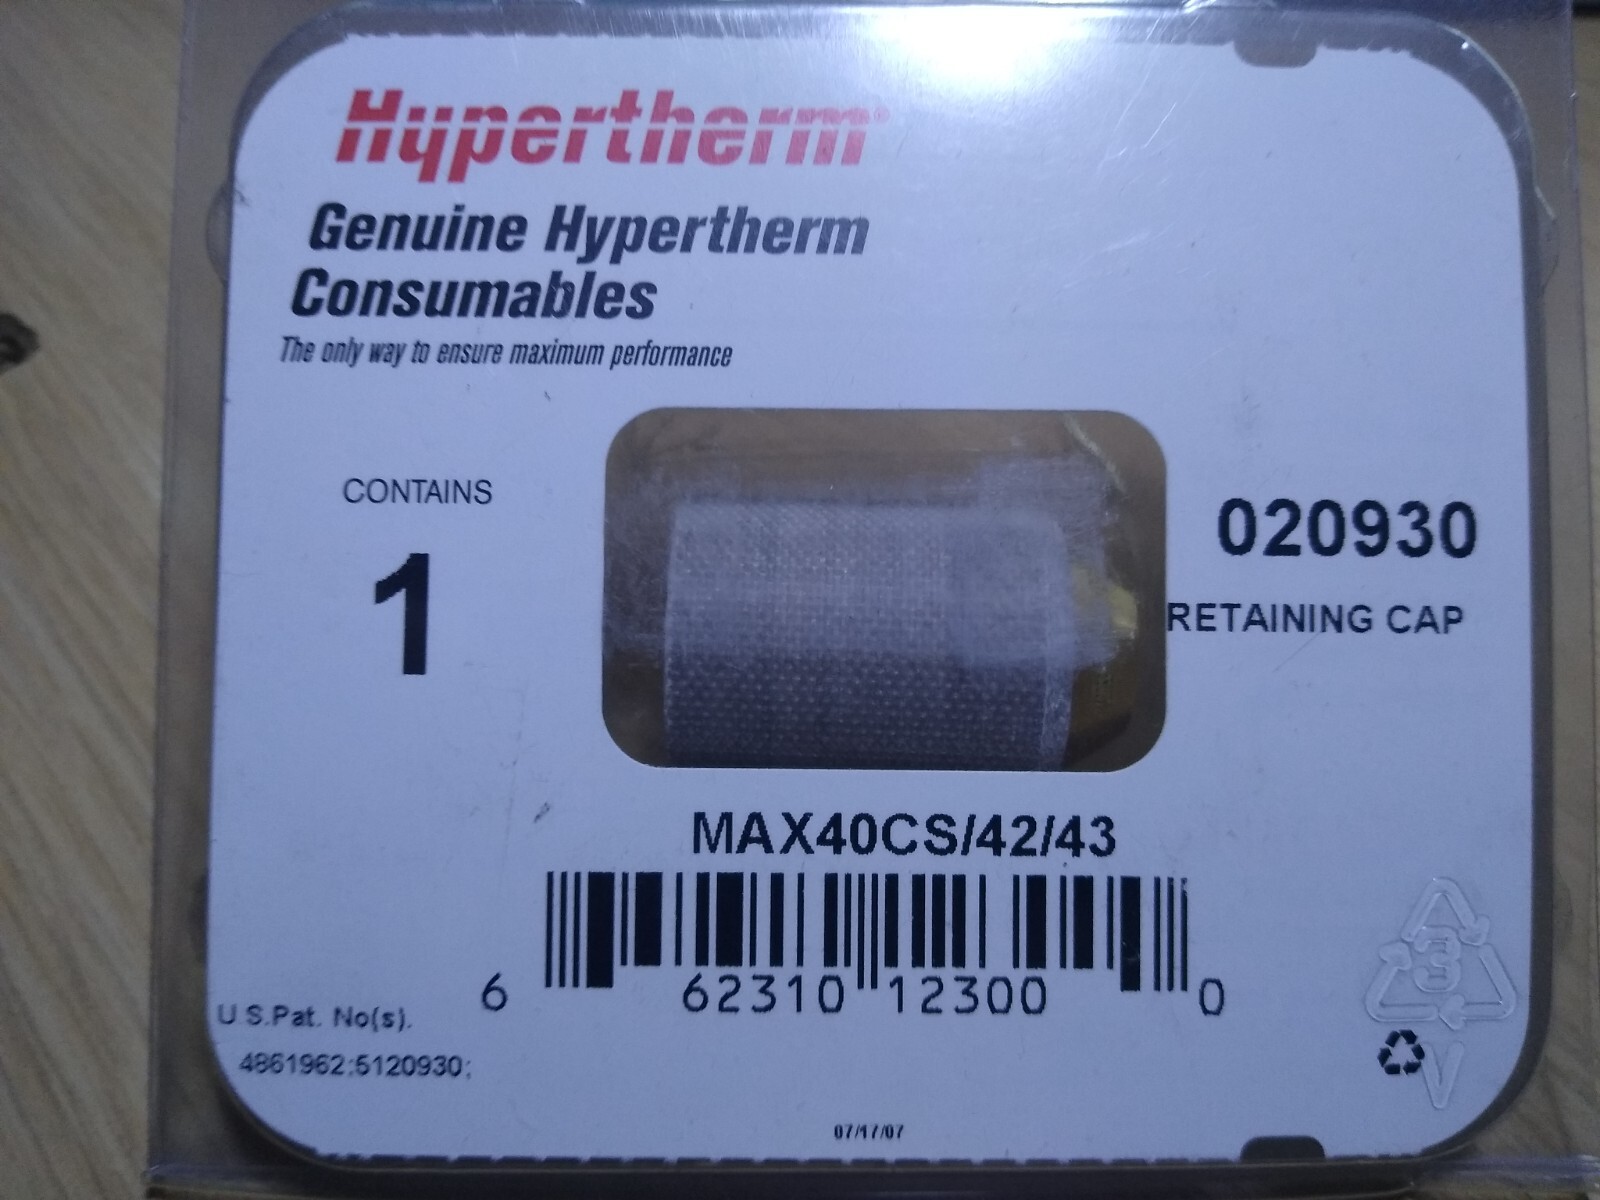 Hypertherm®
Genuine Hypertherm
Consumables
The only way to ensure maximum performance
CONTAINS
1
020930
RETAINING CAP
MAX40CS/42/43
6 62310 12300 0
U S.Pat. No(s).
4861962;5120930;
3
V
07/17/07